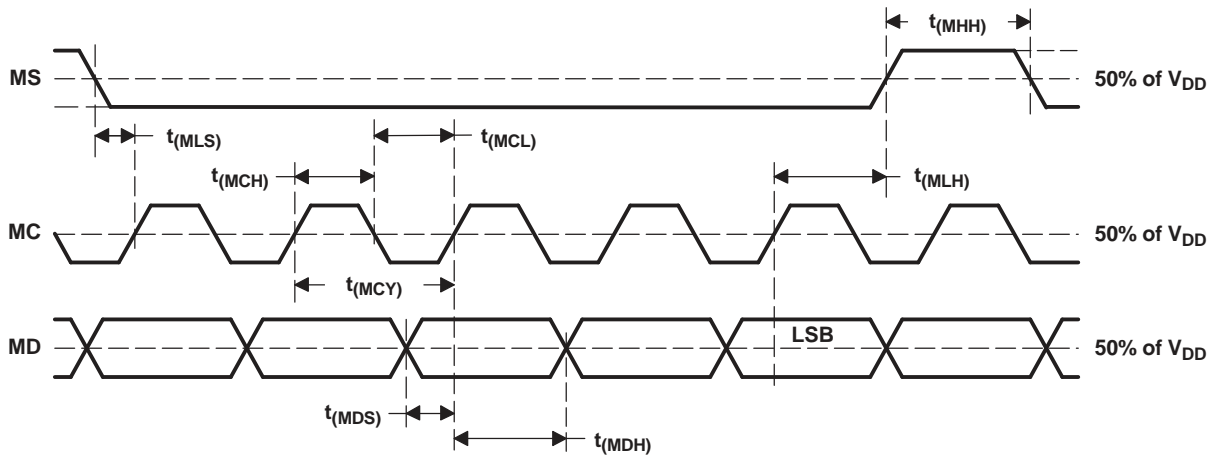 t(MHH)
MS
50% of VDD
t(MLS)
t(MCL)
t(MCH)
t(MLH)
MC
50% of VDD
t(MCY)
LSB
MD
50% of VDD
t(MDS)
t(MDH)